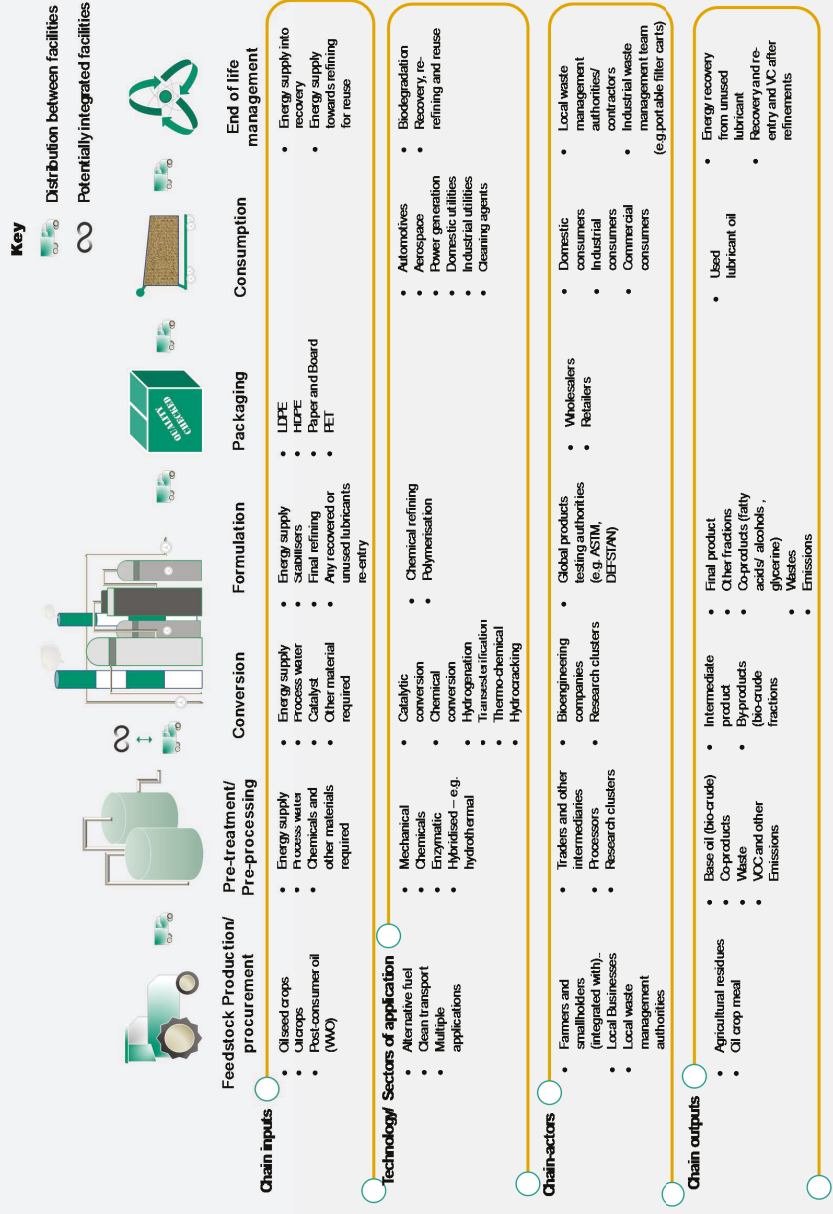 Key
Distribution between facilities
Potentially integrated facilities
Feedstock Production/
procurement
Pre-treatment/
Pre-processing
Conversion
Formulation
Packaging
Consumption
End of life
management
QUALITY
CHECKED
Chain inputs
• Oil seed crops
• Oil crops
• Post-consumer oil
(WVO)
• Energy supply
• Process water
• Chemicals and
other materials
required
• Energy supply
• Process water
• Catalyst
• Other material
required
• Energy supply
• Stabilisers
• Final refining
• Any recovered or
unused lubricants
re-entry
• LDPE
• HDPE
• Paper and Board
• PET
• Energy supply into
recovery
• Energy supply
towards refining
for reuse
Technology/ Sectors of application
• Alternative fuel
• Clean transport
• Multiple
applications
• Mechanical
• Chemicals
• Enzymatic
• Hybridised – e.g.
hydrothermal
• Catalytic
conversion
• Chemical
conversion
• Hydrogenation
• Transesterification
• Thermo-chemical
• Hydrocracking
• Chemical refining
• Polymerisation
• Automotives
• Aerospace
• Power generation
• Domestic utilities
• Industrial utilities
• Cleaning agents
• Biodegradation
• Recovery, re-
refining and reuse
Chain-actors
• Farmers and
smallholders
(integrated with)..
• Local Businesses
• Local waste
management
authorities
• Traders and other
intermediaries
• Processors
• Research clusters
• Bioengineering
companies
• Research clusters
• Global products
testing authorities
(e.g. ASTM,
DEFSTAN)
• Wholesalers
• Retailers
• Domestic
consumers
• Industrial
consumers
• Commercial
consumers
• Local waste
management
authorities/
contractors
• Industrial waste
management team
(e.g.portable filter carts)
Chain outputs
• Agricultural residues
• Oil crop meal
• Base oil (bio-crude)
• Co-products
• Waste
• VOC and other
Emissions
• Intermediate
product
• By-products
(bio-crude
fractions
• Final product
• Other fractions
• Co-products (fatty
acids/ alcohols ,
glycerine)
• Wastes
• Emissions
• Used
lubricant oil
• Energy recovery
from unused
lubricant
• Recovery and re-
entry and VC after
refinements